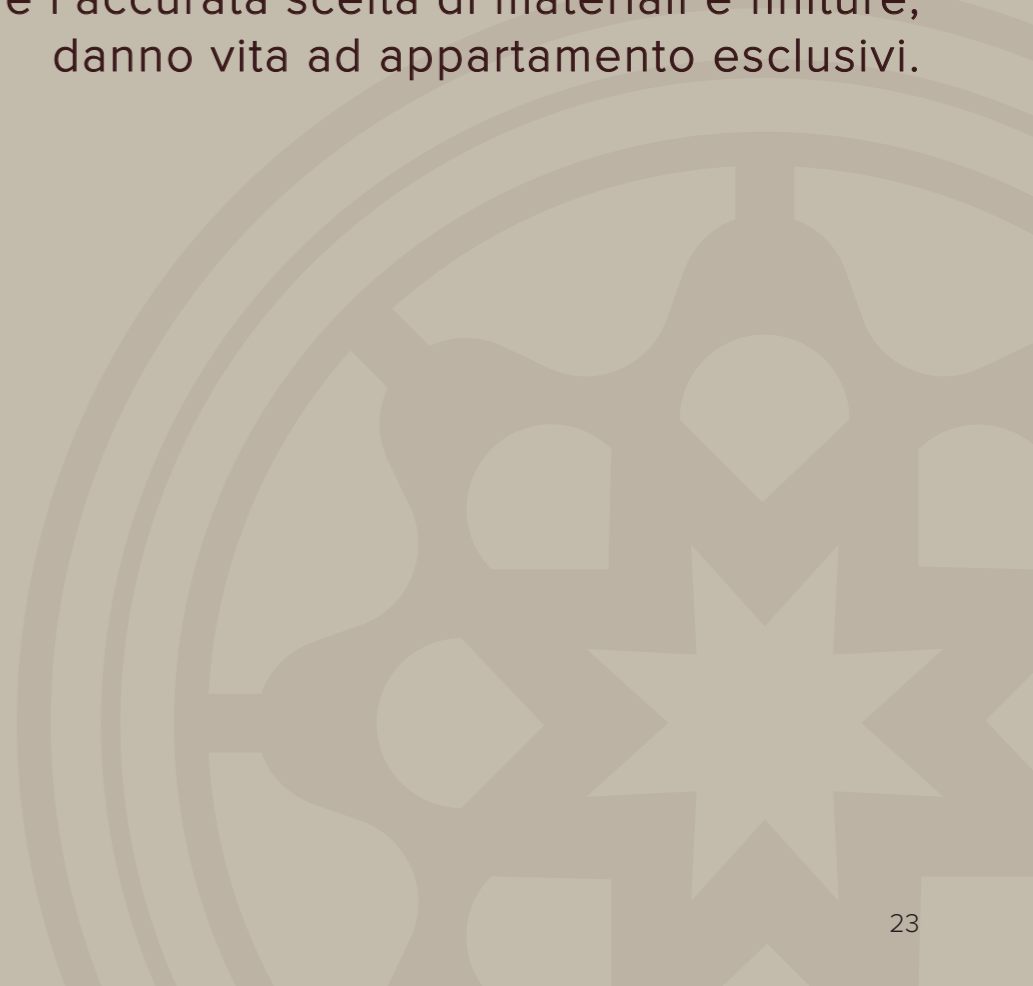 e l'accurata scelta di materiali e finiture,
danno vita ad appartamento esclusivi.
23